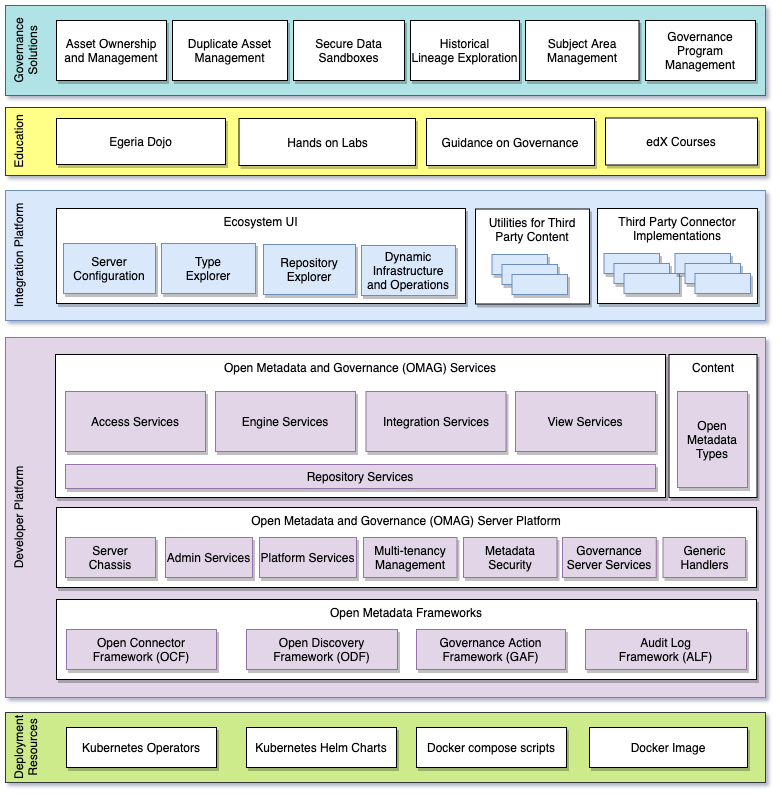 Governance
Solutions
Asset Ownership
and Management
Duplicate Asset
Management
Secure Data
Sandboxes
Historical
Lineage Exploration
Subject Area
Management
Governance
Program
Management
Education
Egeria Dojo
Hands on Labs
Guidance on Governance
edX Courses
Integration Platform
Ecosystem UI
Server
Configuration
Type
Explorer
Repository
Explorer
Dynamic
Infrastructure
and Operations
Utilities for Third
Party Content
Third Party Connector
Implementations
Developer Platform
Open Metadata and Governance (OMAG) Services
Access Services
Engine Services
Integration Services
View Services
Repository Services
Content
Open
Metadata
Types
Open Metadata and Governance (OMAG) Server Platform
Server
Chassis
Admin Services
Platform Services
Multi-tenancy
Management
Metadata
Security
Governance
Server Services
Generic
Handlers
Open Metadata Frameworks
Open Connector
Framework (OCF)
Open Discovery
Framework (ODF)
Governance Action
Framework (GAF)
Audit Log
Framework (ALF)
Deployment
Resources
Kubernetes Operators
Kubernetes Helm Charts
Docker compose scripts
Docker Image